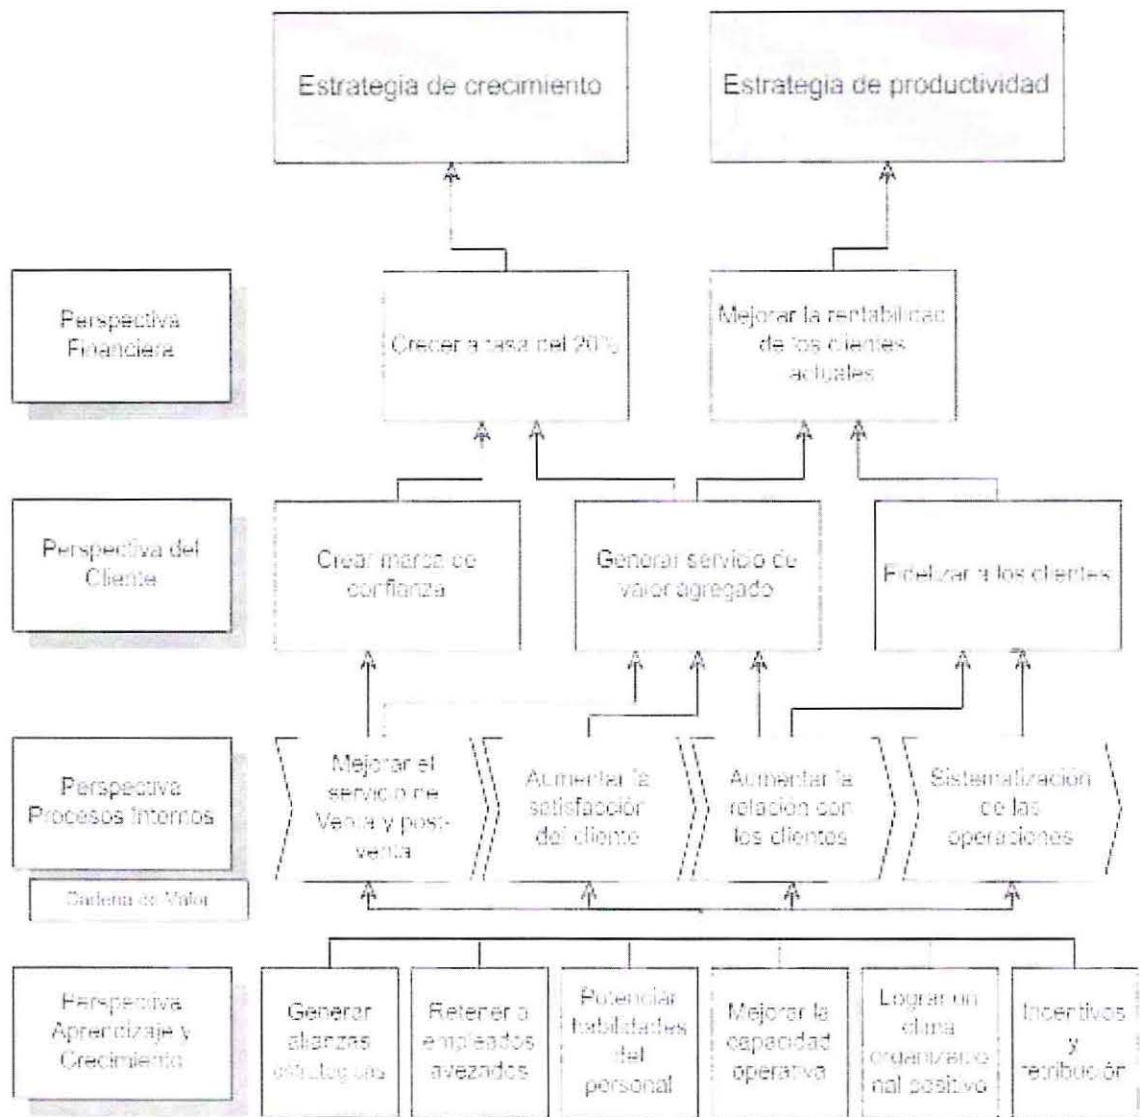 Estrategia de crecimiento
Estrategia de productividad
Perspectiva
Financiera
Crecer a tasa del 20%
Mejorar la rentabilidad
de los clientes
actuales
Perspectiva del
Cliente
Crear marca de
confianza
Generar servicio de
valor agregado
Fidelizar a los clientes
Perspectiva
Procesos Internos
Cadena de Valor
Mejorar el
servicio de
Venta y post-
venta
Aumentar la
satisfacción
del cliente
Aumentar la
relación con
los clientes
Sistematización
de las
operaciones
Perspectiva
Aprendizaje y
Crecimiento
Generar
alianzas
estratégicas
Retener a
empleados
avezados
Potenciar
habilidades
del
personal
Mejorar la
capacidad
operativa
Lograr un
clima
organizacio
nal positivo
Incentivos
y
retribución